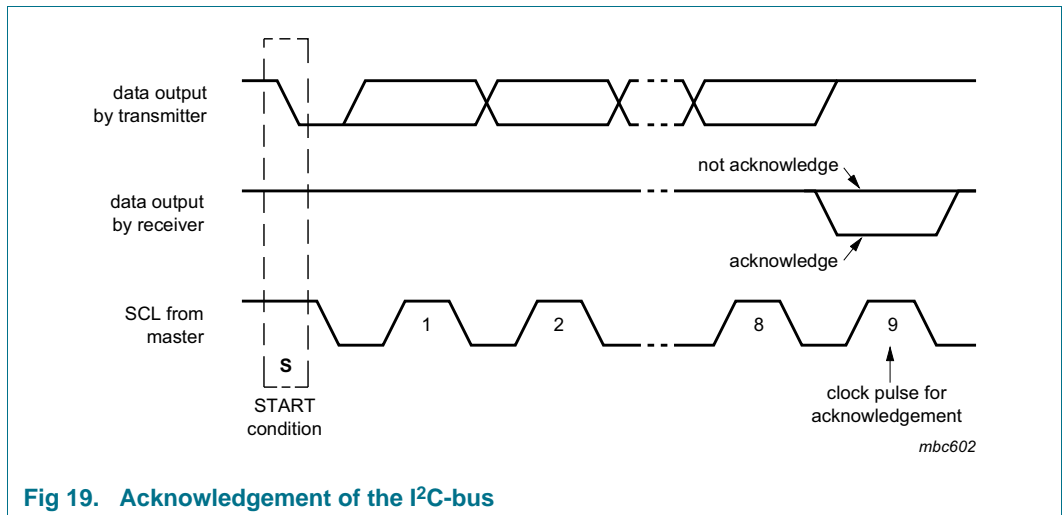 data output
by transmitter
not acknowledge
data output
by receiver
acknowledge
SCL from
master
1
2
8
9
S
START
condition
clock pulse for
acknowledgement
mbc602
Fig 19. Acknowledgement of the I²C-bus